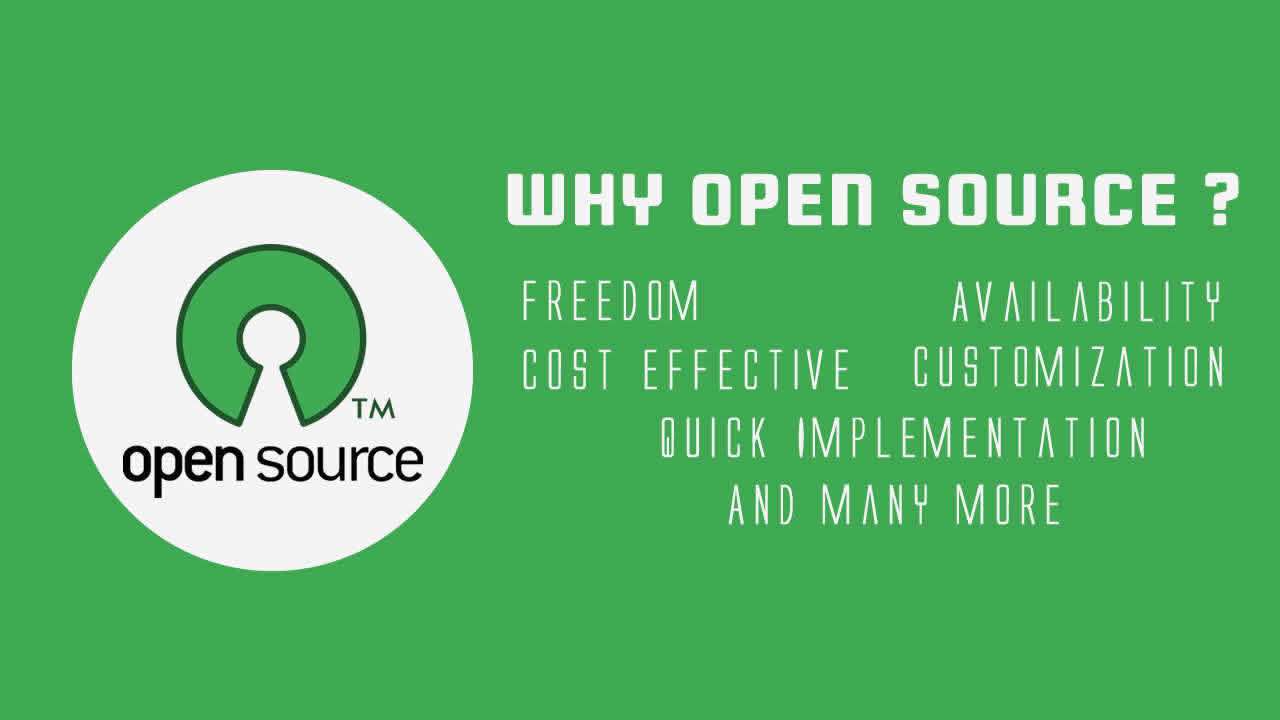 WHY OPEN SOURCE ?
FREEDOM
AVAILABILITY
COST EFFECTIVE
CUSTOMIZATION
QUICK IMPLEMENTATION
AND MANY MORE
TM
open source